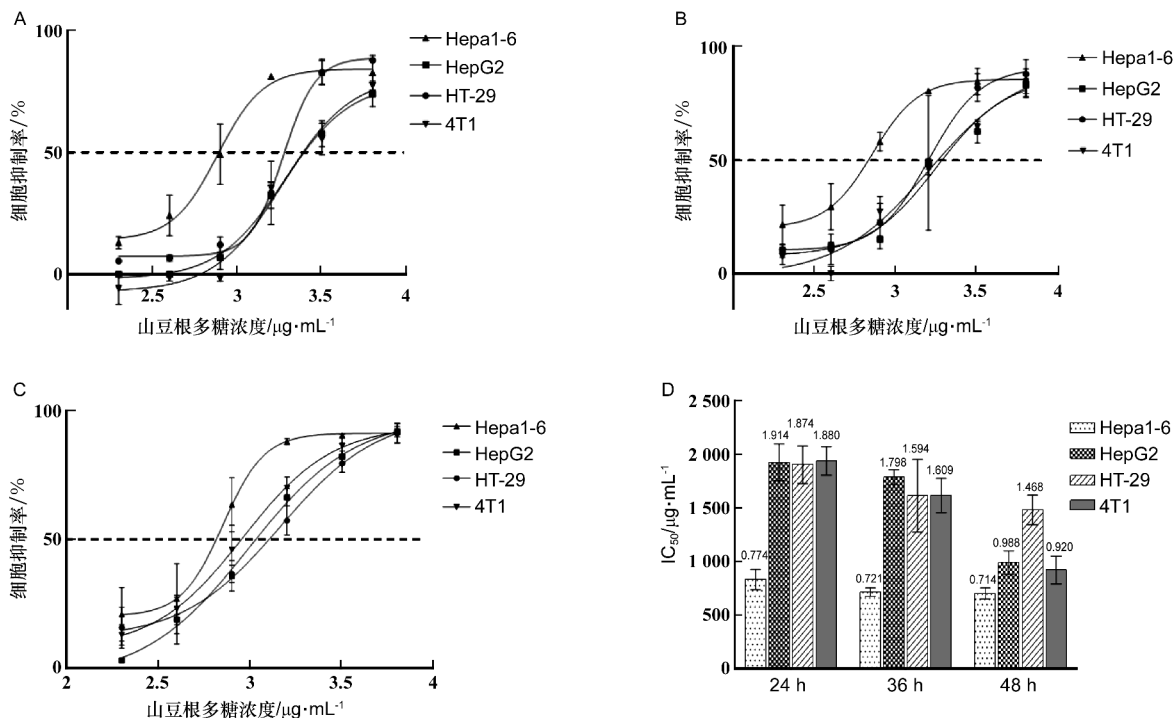 A
100
50
0
2.5
3
3.5
4
细胞抑制率/%
山豆根多糖浓度/μg·mL⁻¹
Hepa1-6
HepG2
HT-29
4T1
B
100
50
0
2.5
3
3.5
4
细胞抑制率/%
山豆根多糖浓度/μg·mL⁻¹
Hepa1-6
HepG2
HT-29
4T1
C
100
50
0
2
2.5
3
3.5
4
细胞抑制率/%
山豆根多糖浓度/μg·mL⁻¹
Hepa1-6
HepG2
HT-29
4T1
D
2 500
2 000
1 500
1 000
500
0
IC₅₀/μg·mL⁻¹
0.774
1.914
1.874
1.880
0.721
1.798
1.594
1.609
0.714
0.988
1.468
0.920
24 h
36 h
48 h
Hepa1-6
HepG2
HT-29
4T1